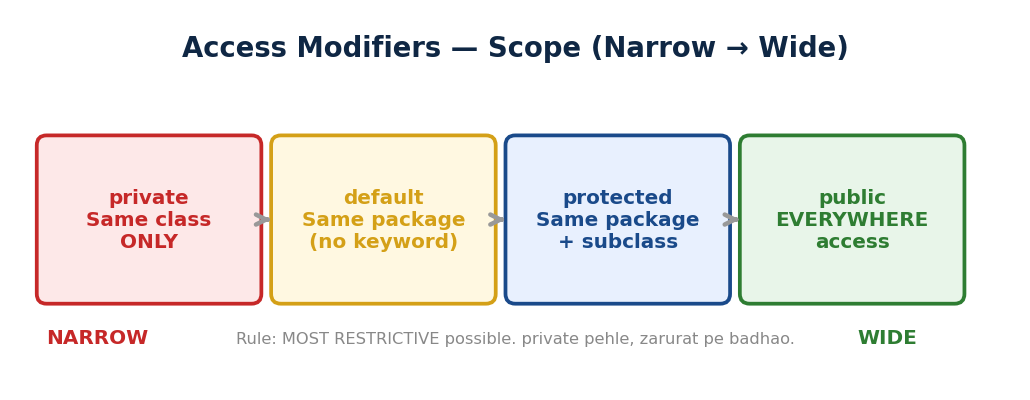 Access Modifiers — Scope (Narrow → Wide)
private
Same class
ONLY
default
Same package
(no keyword)
protected
Same package
+ subclass
public
EVERYWHERE
access
NARROW
Rule: MOST RESTRICTIVE possible. private pehle, zarurat pe badhao.
WIDE